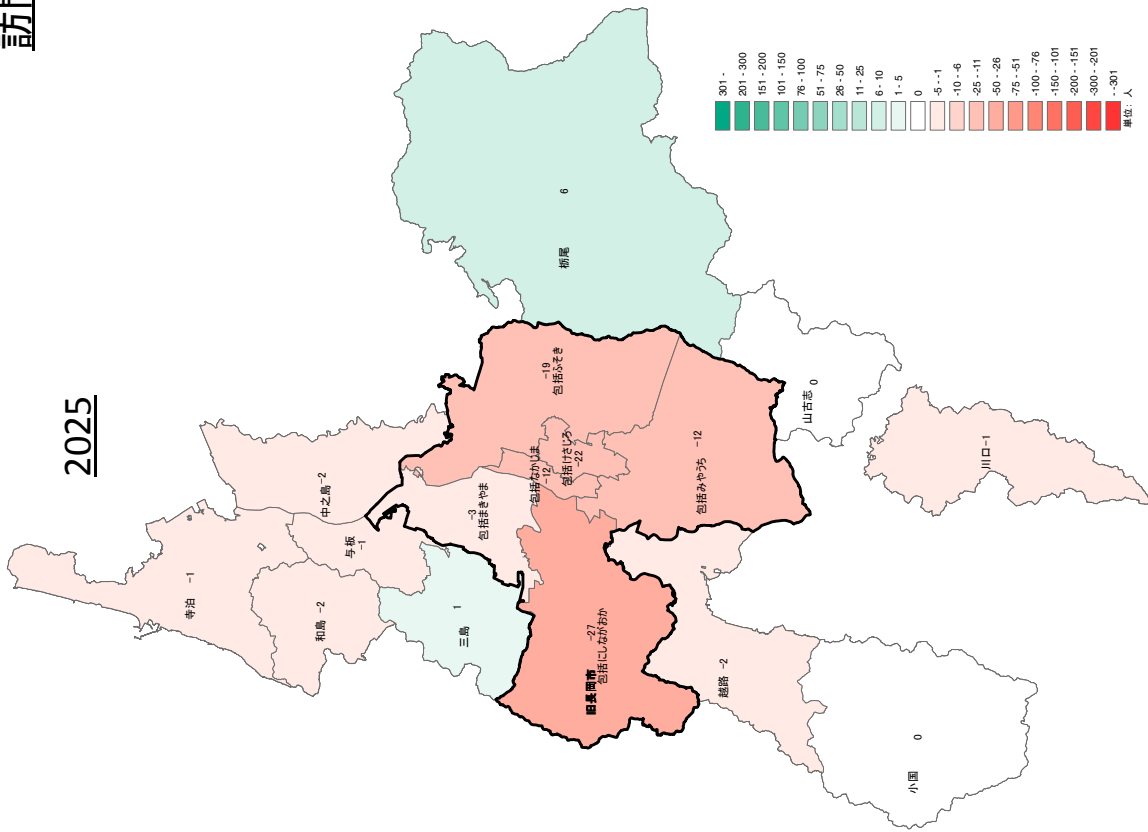 訪
2025
寺泊 -1
和島 -2
中之島-2
与板
-1
三島 1
-3
包括まきやま
-19
包括ふそき
包括なかじま
-12
包括けさじろ
-22
-27
包括にしながおか
旧長岡市
-12
包括みやうち
栃尾 6
山古志 0
川口-1
越路 -2
小国 0
301 -
201 - 300
151 - 200
101 - 150
76 - 100
51 - 75
26 - 50
11 - 25
6 - 10
1 - 5
0
-5 - -1
-10 - -6
-25 - -11
-50 - -26
-75 - -51
-100 - -76
-150 - -101
-200 - -151
-300 - -201
- -301
単位: 人